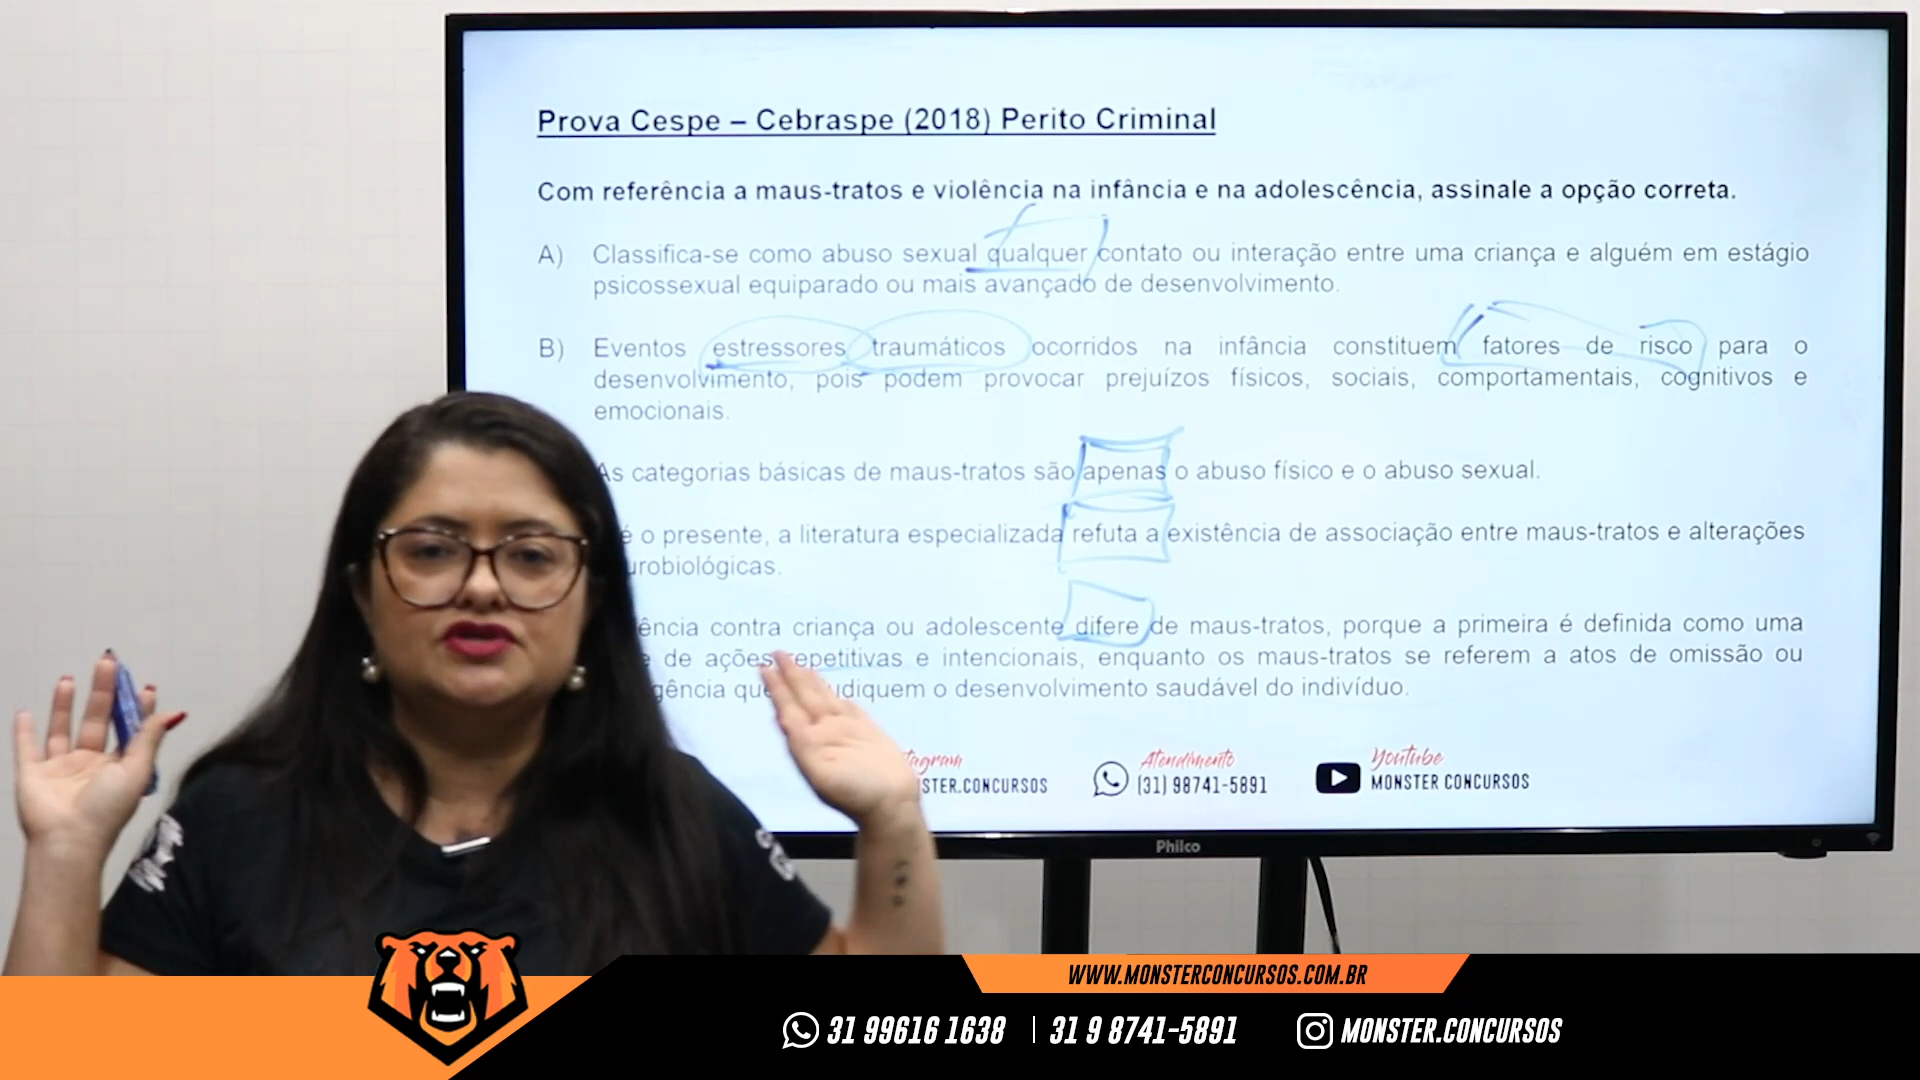 Prova Cespe – Cebraspe (2018) Perito Criminal
Com referência a maus-tratos e violência na infância e na adolescência, assinale a opção correta.
A) Classifica-se como abuso sexual qualquer contato ou interação entre uma criança e alguém em estágio
psicossexual equiparado ou mais avançado de desenvolvimento.
B) Eventos estressores traumáticos ocorridos na infância constituem fatores de risco para o
desenvolvimento, pois podem provocar prejuízos físicos, sociais, comportamentais, cognitivos e
emocionais.
As categorias básicas de maus-tratos são apenas o abuso físico e o abuso sexual.
é o presente, a literatura especializada refuta a existência de associação entre maus-tratos e alterações
urobiológicas.
ência contra criança ou adolescente difere de maus-tratos, porque a primeira é definida como uma
de ações repetitivas e intencionais, enquanto os maus-tratos se referem a atos de omissão ou
gência que udiquem o desenvolvimento saudável do indivíduo.
tagram
STER.CONCURSOS
Atendimento
(31) 98741-5891
Youtube
MONSTER CONCURSOS
Philco
WWW.MONSTERCONCURSOS.COM.BR
31 99616 1638 | 31 9 8741-5891 MONSTER.CONCURSOS